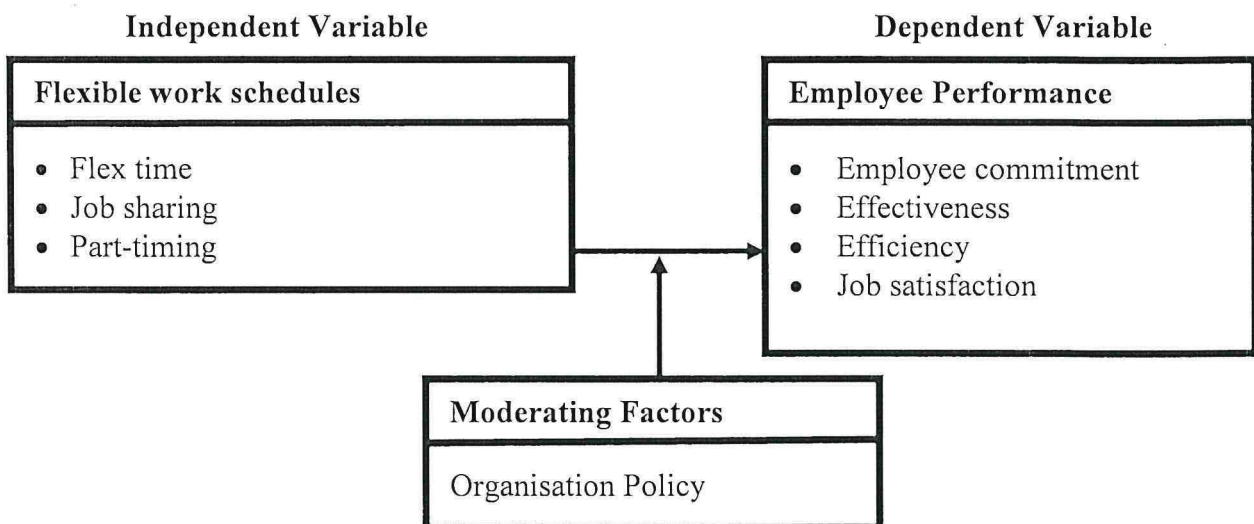 Independent Variable
Dependent Variable
Flexible work schedules
• Flex time
• Job sharing
• Part-timing
Employee Performance
• Employee commitment
• Effectiveness
• Efficiency
• Job satisfaction
Moderating Factors
Organisation Policy